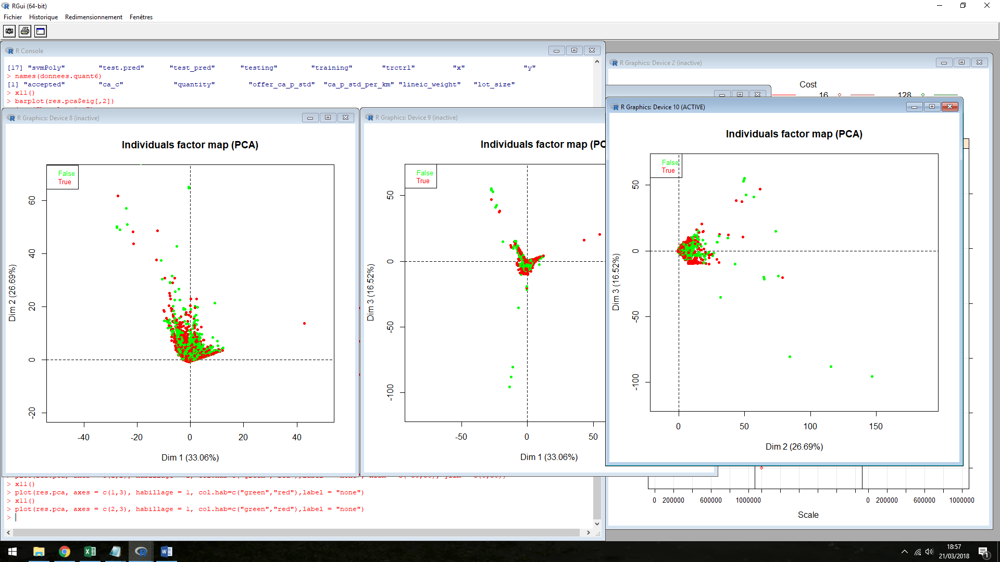 RGui (64-bit)
Fichier Historique Redimensionnement Fenêtres
R Console
[17] "svmPoly" "test.pred" "test_pred" "testing" "training" "trctrl" "x" "y"
> names(donnees.quant6)
[1] "accepted" "ca_c" "quantity" "offer_ca_p_std" "ca_p_std_per_km" "lineic_weight" "lot_size"
> x11()
> barplot(res.pca$eig[,2])
R Graphics: Device 8 (inactive)
Individuals factor map (PCA)
False
True
60
40
20
0
-20
Dim 2 (26.69%)
-40 -20 0 20 40
Dim 1 (33.06%)
R Graphics: Device 9 (inactive)
Individuals factor map (PC
False
True
50
0
-50
-100
Dim 3 (16.52%)
-50 0 50
Dim 1 (33.06%)
R Graphics: Device 2 (inactive)
Cost
16 128
R Graphics: Device 10 (ACTIVE)
Individuals factor map (PCA)
False
True
50
0
-50
-100
Dim 3 (16.52%)
0 50 100 150
Dim 2 (26.69%)
0 200000 600000 1000000 0 200000 600000 1000000
Scale
> x11()
> plot(res.pca, axes = c(1,3), habillage = 1, col.hab=c("green","red"),label = "none")
> x11()
> plot(res.pca, axes = c(2,3), habillage = 1, col.hab=c("green","red"),label = "none")
>
18:57
21/03/2018
1